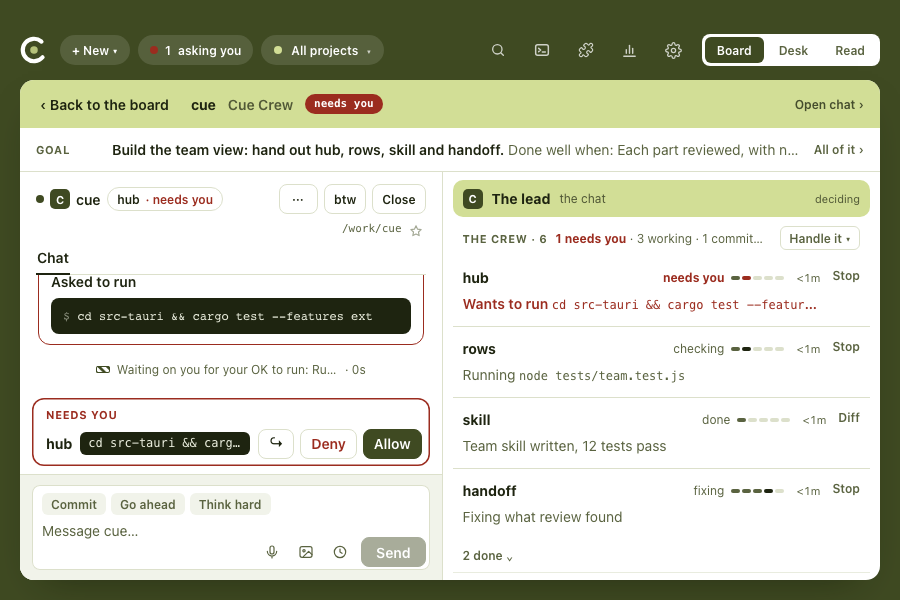 + New ▾
1 asking you
All projects ▾
Board
Desk
Read
‹ Back to the board
cue
Cue Crew
needs you
Open chat ›
GOAL
Build the team view: hand out hub, rows, skill and handoff. Done well when: Each part reviewed, with n...
All of it ›
C
cue
hub · needs you
...
btw
Close
/work/cue
Chat
Asked to run
$ cd src-tauri && cargo test --features ext
Waiting on you for your OK to run: Ru... · 0s
NEEDS YOU
hub
cd src-tauri && carg…
Deny
Allow
Commit
Go ahead
Think hard
Message cue...
Send
C
The lead
the chat
deciding
THE CREW · 6
1 needs you · 3 working · 1 commit...
Handle it ▾
hub
needs you
<1m
Stop
Wants to run cd src-tauri && cargo test --featur...
rows
checking
<1m
Stop
Running node tests/team.test.js
skill
done
<1m
Diff
Team skill written, 12 tests pass
handoff
fixing
<1m
Stop
Fixing what review found
2 done ⌄